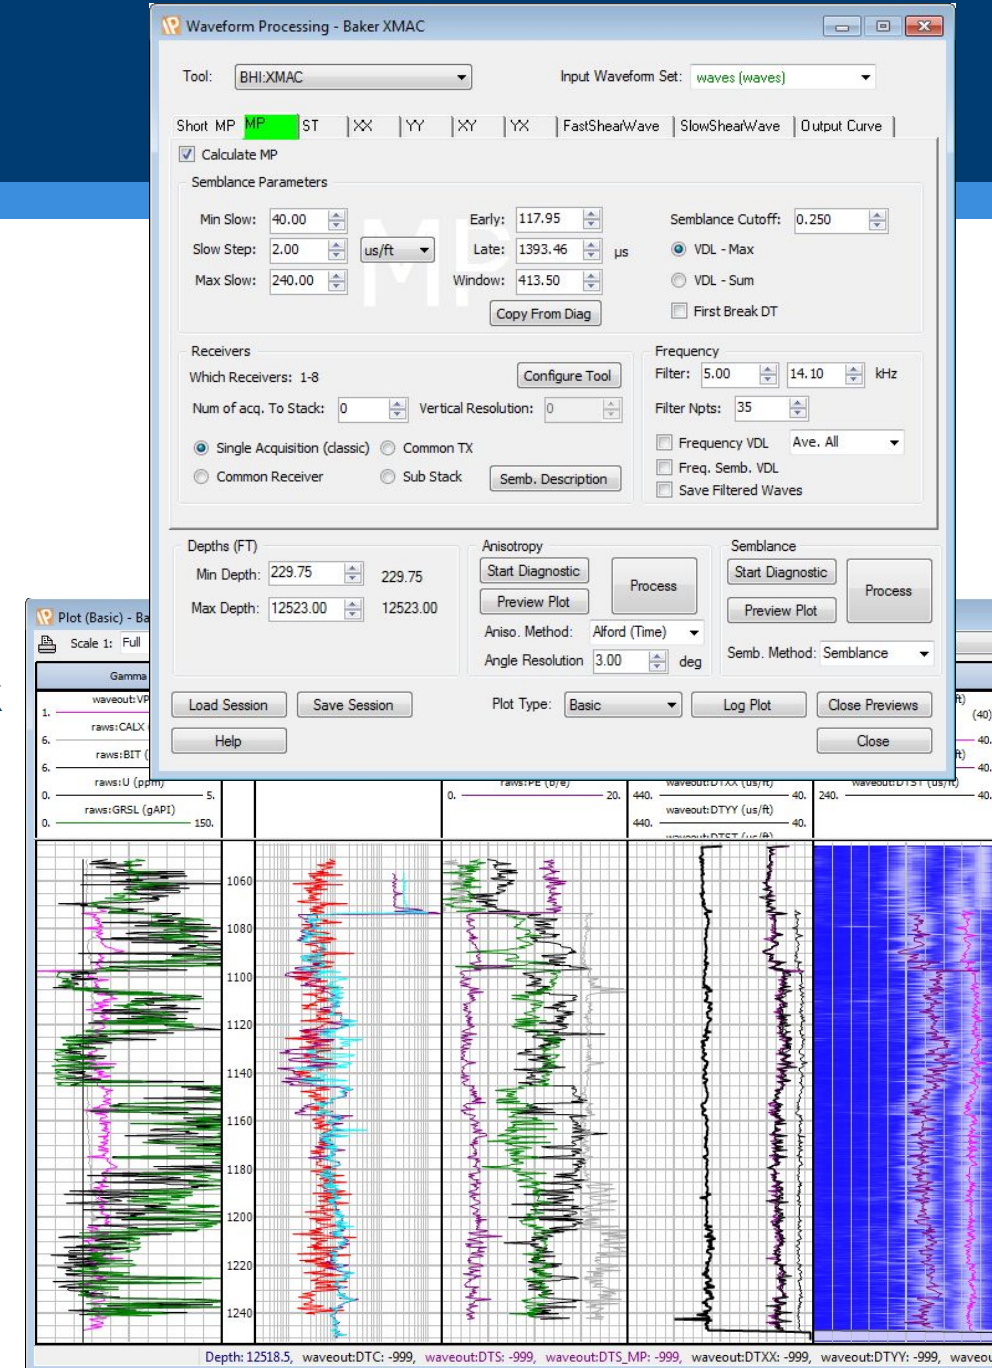 Waveform Processing - Baker XMAC
Tool: BHI:XMAC Input Waveform Set: waves (waves)
Short MP MP ST XX YY XY YX FastShearWave SlowShearWave Output Curve
Calculate MP
Semblance Parameters
MP
Min Slow: 40.00 Early: 117.95 Semblance Cutoff: 0.250
Slow Step: 2.00 us/ft Late: 1393.46 µs VDL - Max
Max Slow: 240.00 Window: 413.50 VDL - Sum
Copy From Diag First Break DT
Receivers Frequency
Which Receivers: 1-8 Configure Tool Filter: 5.00 14.10 kHz
Num of acq. To Stack: 0 Vertical Resolution: 0 Filter Npts: 35
Single Acquisition (classic) Common TX Frequency VDL Ave. All
Common Receiver Sub Stack Semb. Description Freq. Semb. VDL
Save Filtered Waves
Depths (FT) Anisotropy Semblance
Min Depth: 229.75 229.75 Start Diagnostic Process Start Diagnostic Process
Max Depth: 12523.00 12523.00 Preview Plot Preview Plot
Aniso. Method: Alford (Time) Semb. Method: Semblance
Angle Resolution 3.00 deg
Load Session Save Session Plot Type: Basic Log Plot Close Previews
Help Close
Plot (Basic) - Ba
Scale 1: Full
Gamma
waveout:VP
1. (40)
raws:CALX
6. 40.
raws:BIT (
6. 40.
raws:U (ppm) raws:PE (b/e) waveout:DTXX (us/ft) waveout:DTST (us/ft)
0. 5. 0. 20. 440. 40. 240. 40.
raws:GRSL (gAPI) waveout:DTYY (us/ft)
0. 150. 440. 40.
waveout:DTST (us/ft)
1060
1080
1100
1120
1140
1160
1180
1200
1220
1240
Depth: 12518.5, waveout:DTC: -999, waveout:DTS: -999, waveout:DTS_MP: -999, waveout:DTXX: -999, waveout:DTYY: -999, waveou